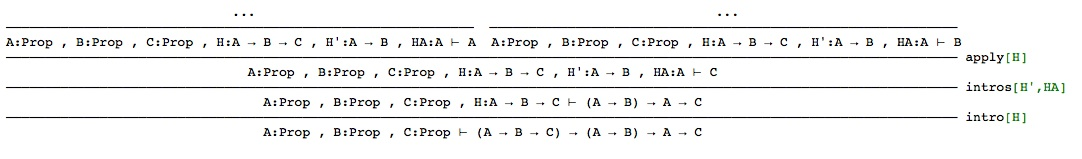 ... ...
A:Prop , B:Prop , C:Prop , H:A → B → C , H':A → B , HA:A ⊢ A A:Prop , B:Prop , C:Prop , H:A → B → C , H':A → B , HA:A ⊢ B
apply[H]
A:Prop , B:Prop , C:Prop , H:A → B → C , H':A → B , HA:A ⊢ C
intros[H',HA]
A:Prop , B:Prop , C:Prop , H:A → B → C ⊢ (A → B) → A → C
intro[H]
A:Prop , B:Prop , C:Prop ⊢ (A → B → C) → (A → B) → A → C